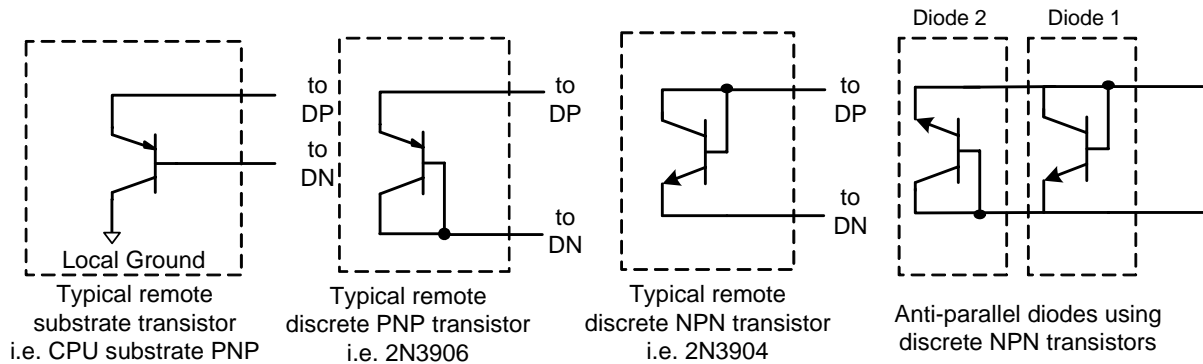 Diode 2
Diode 1
to
DP
to
DN
Local Ground
Typical remote
substrate transistor
i.e. CPU substrate PNP
to
DP
to
DN
Typical remote
discrete PNP transistor
i.e. 2N3906
to
DP
to
DN
Typical remote
discrete NPN transistor
i.e. 2N3904
Anti-parallel diodes using
discrete NPN transistors